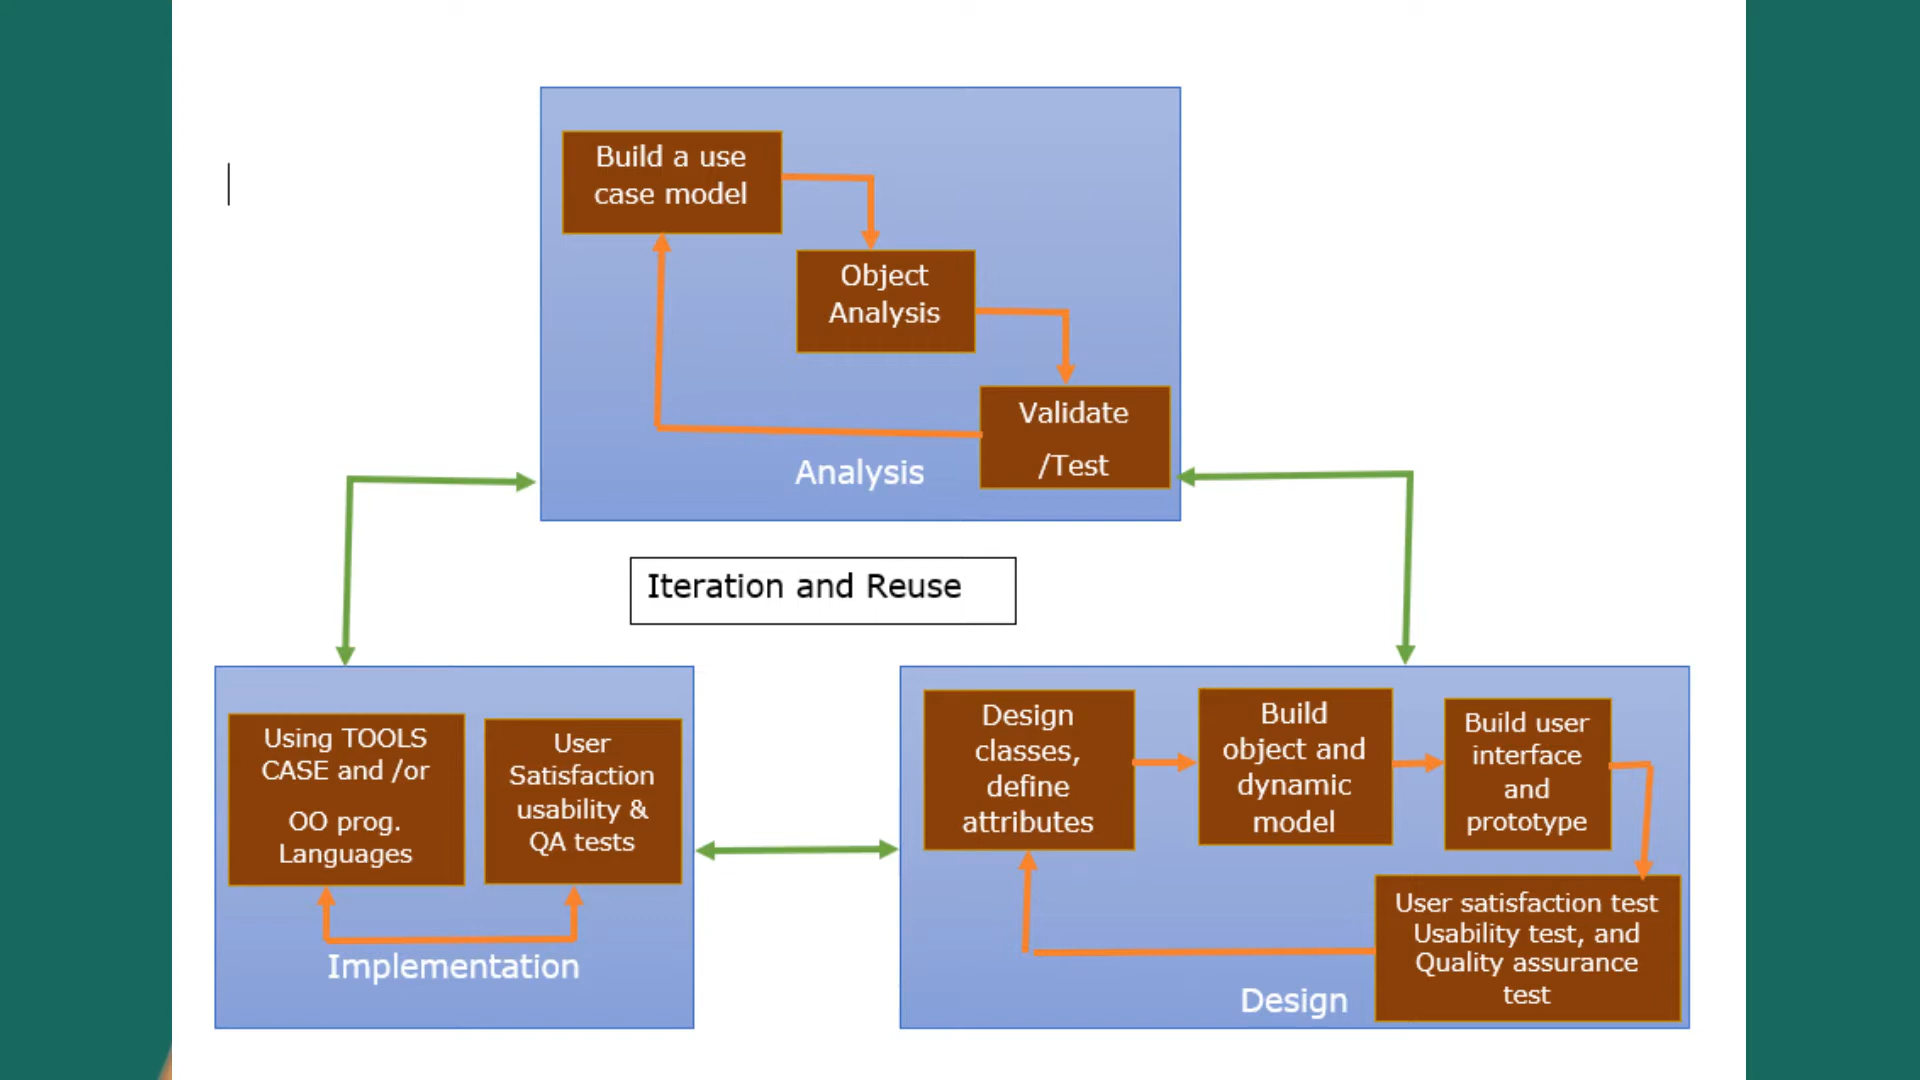 Build a use
case model
Object
Analysis
Validate
/Test
Analysis
Iteration and Reuse
Using TOOLS
CASE and /or
OO prog.
Languages
User
Satisfaction
usability &
QA tests
Implementation
Design
classes,
define
attributes
Build
object and
dynamic
model
Build user
interface
and
prototype
User satisfaction test
Usability test, and
Quality assurance
test
Design